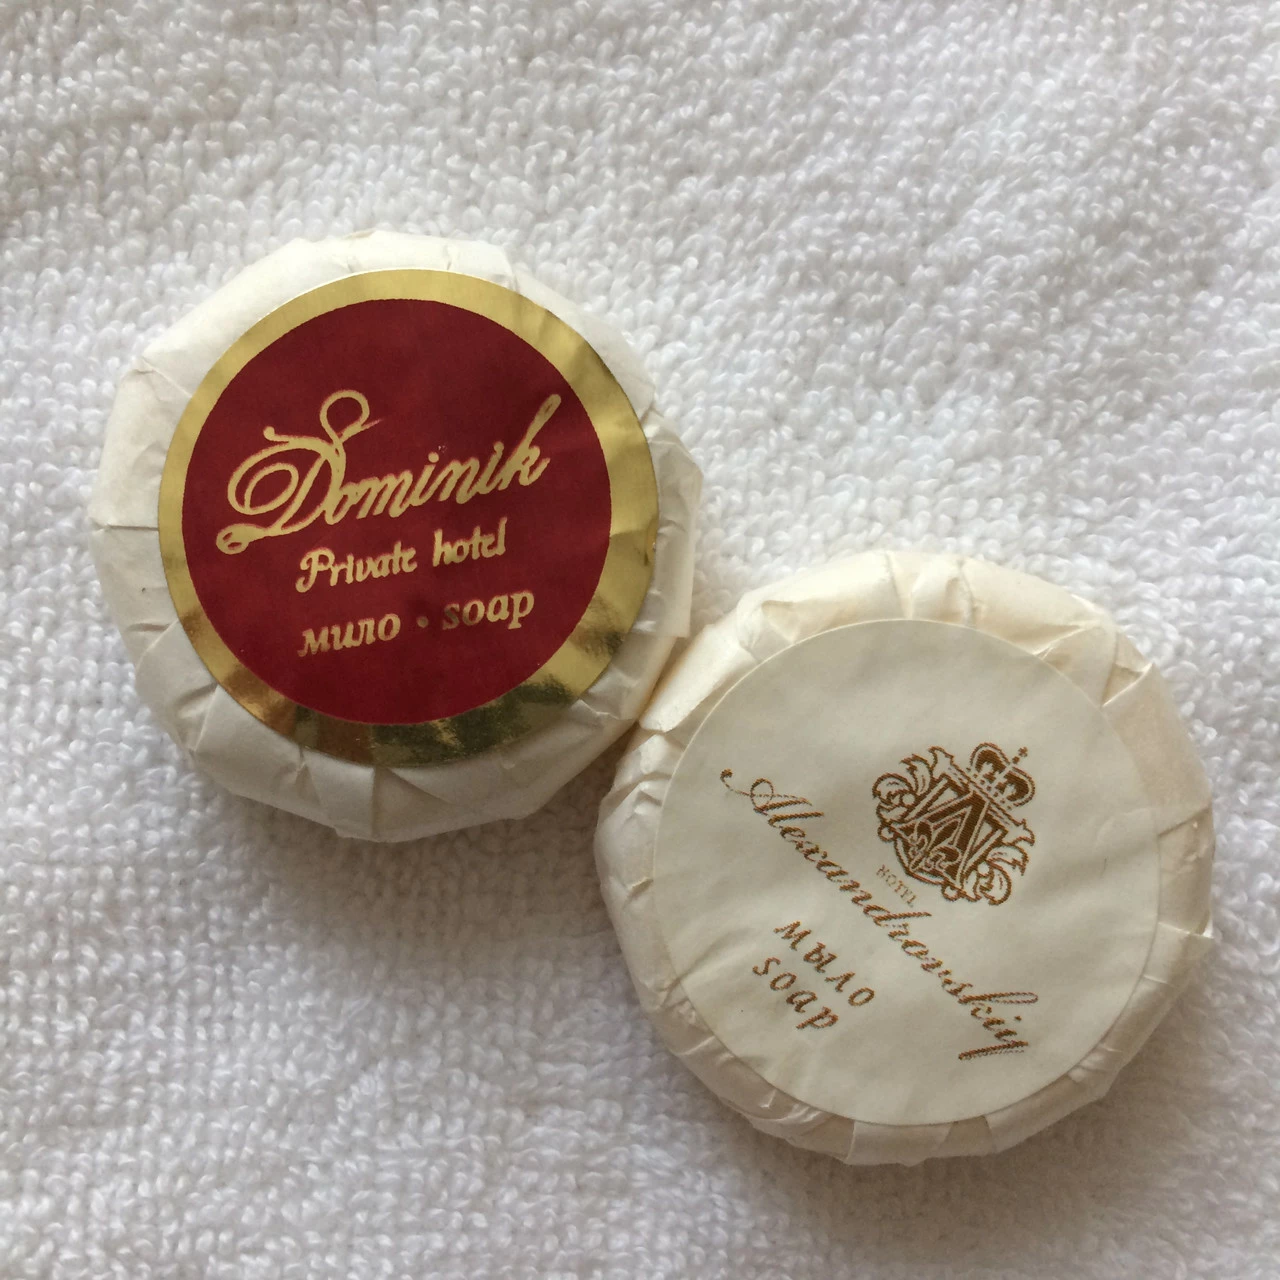 Dominik
Private hotel
мило • soap
HOTEL
Alexandrovskiy
мыло
soap